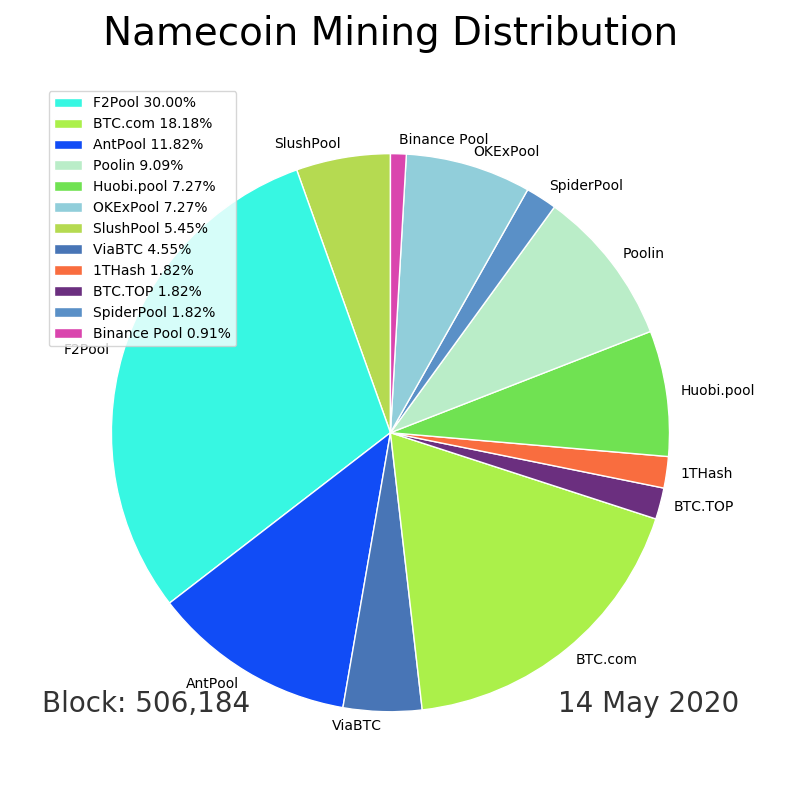 Namecoin Mining Distribution
F2Pool 30.00%
BTC.com 18.18%
AntPool 11.82%
Poolin 9.09%
Huobi.pool 7.27%
OKExPool 7.27%
SlushPool 5.45%
ViaBTC 4.55%
1THash 1.82%
BTC.TOP 1.82%
SpiderPool 1.82%
Binance Pool 0.91%
SlushPool
Binance Pool
OKExPool
SpiderPool
Poolin
F2Pool
Huobi.pool
1THash
BTC.TOP
BTC.com
AntPool
ViaBTC
Block: 506,184
14 May 2020